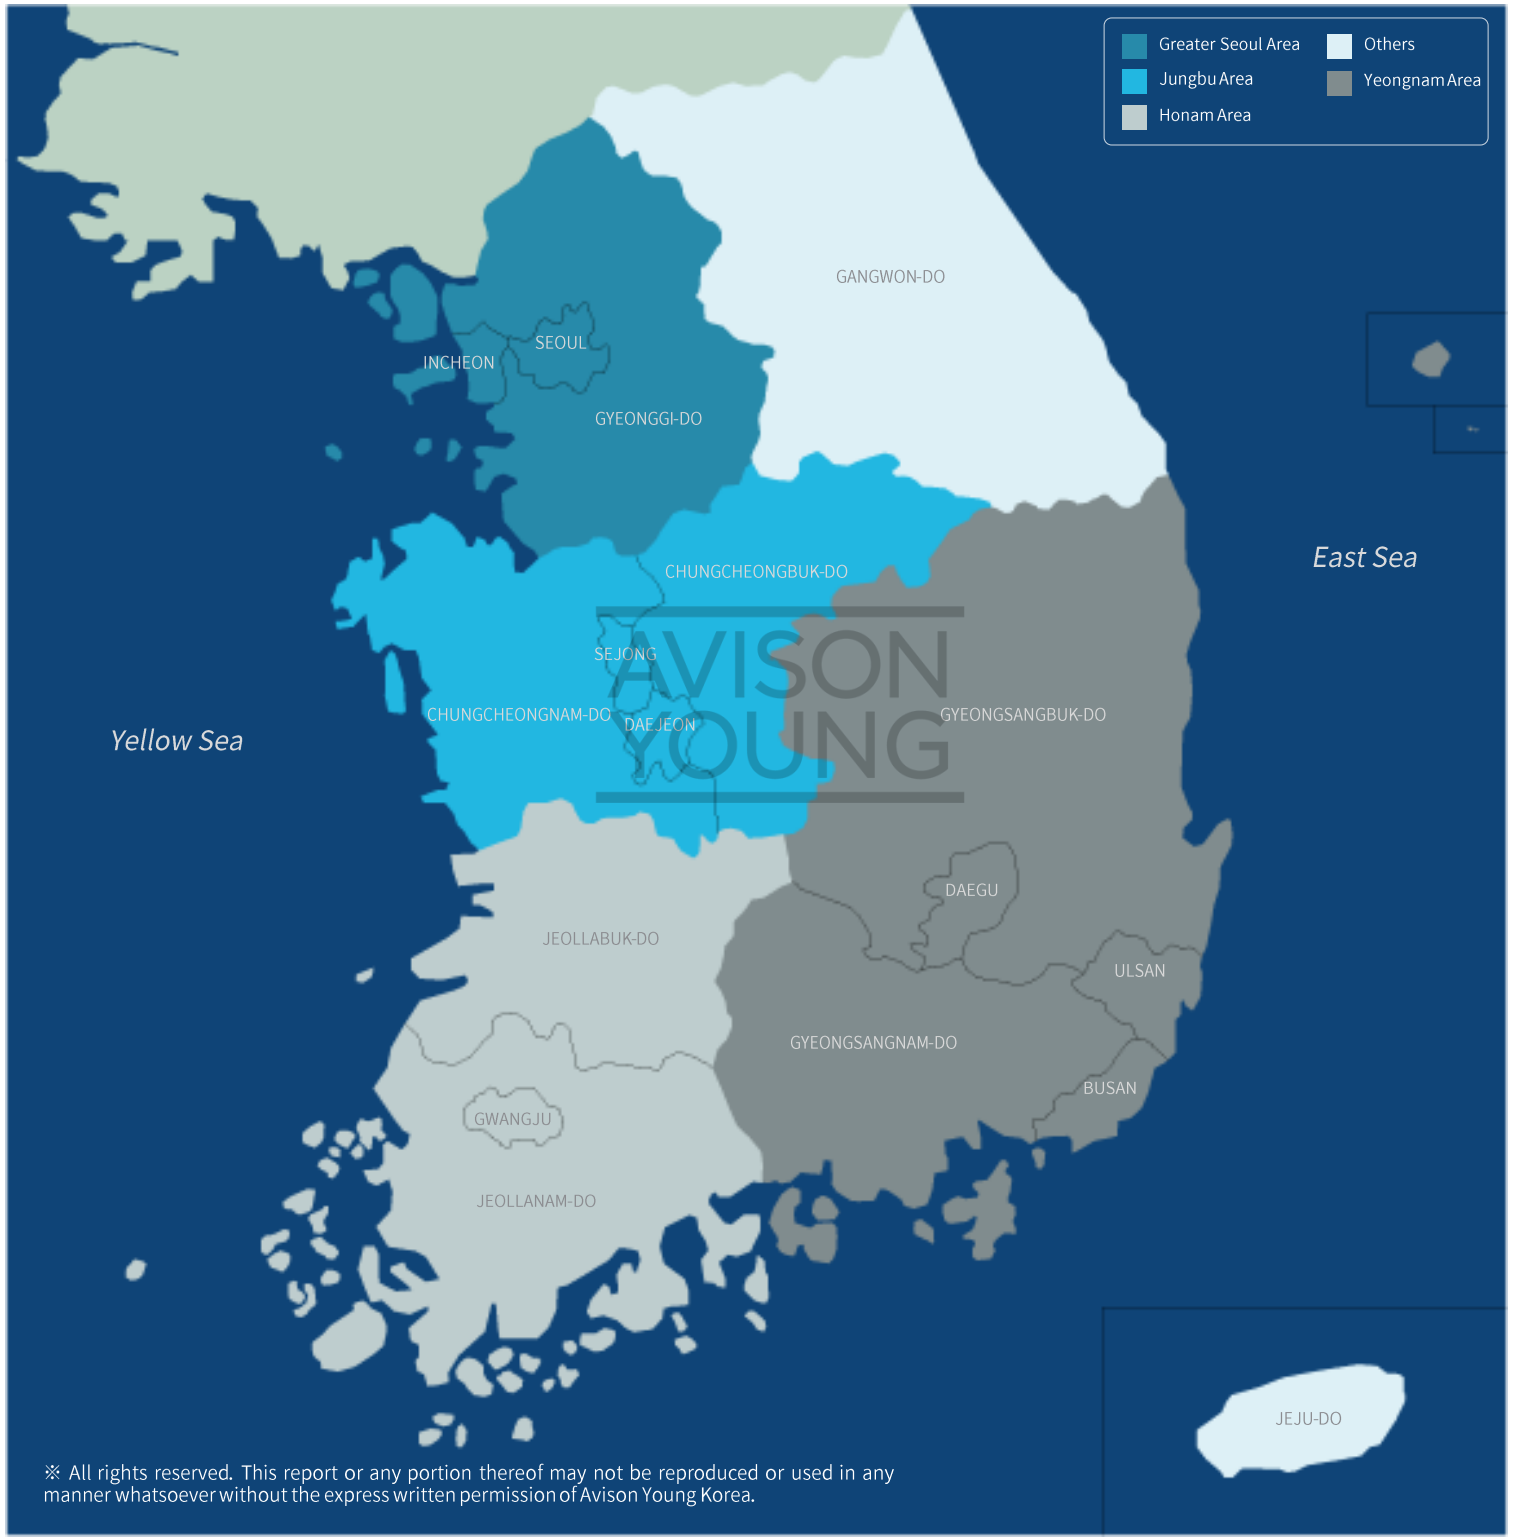 Greater Seoul Area
Others
Jungbu Area
Yeongnam Area
Honam Area
GANGWON-DO
SEOUL
INCHEON
GYEONGGI-DO
East Sea
CHUNGCHEONGBUK-DO
AVISON
SEJONG
CHUNGCHEONGNAM-DO
GYEONGSANGBUK-DO
DAEJEON
YOUNG
Yellow Sea
DAEGU
JEOLLABUK-DO
ULSAN
GYEONGSANGNAM-DO
BUSAN
GWANGJU
JEOLLANAM-DO
JEJU-DO
※ All rights reserved. This report or any portion thereof may not be reproduced or used in any
manner whatsoever without the express written permission of Avison Young Korea.